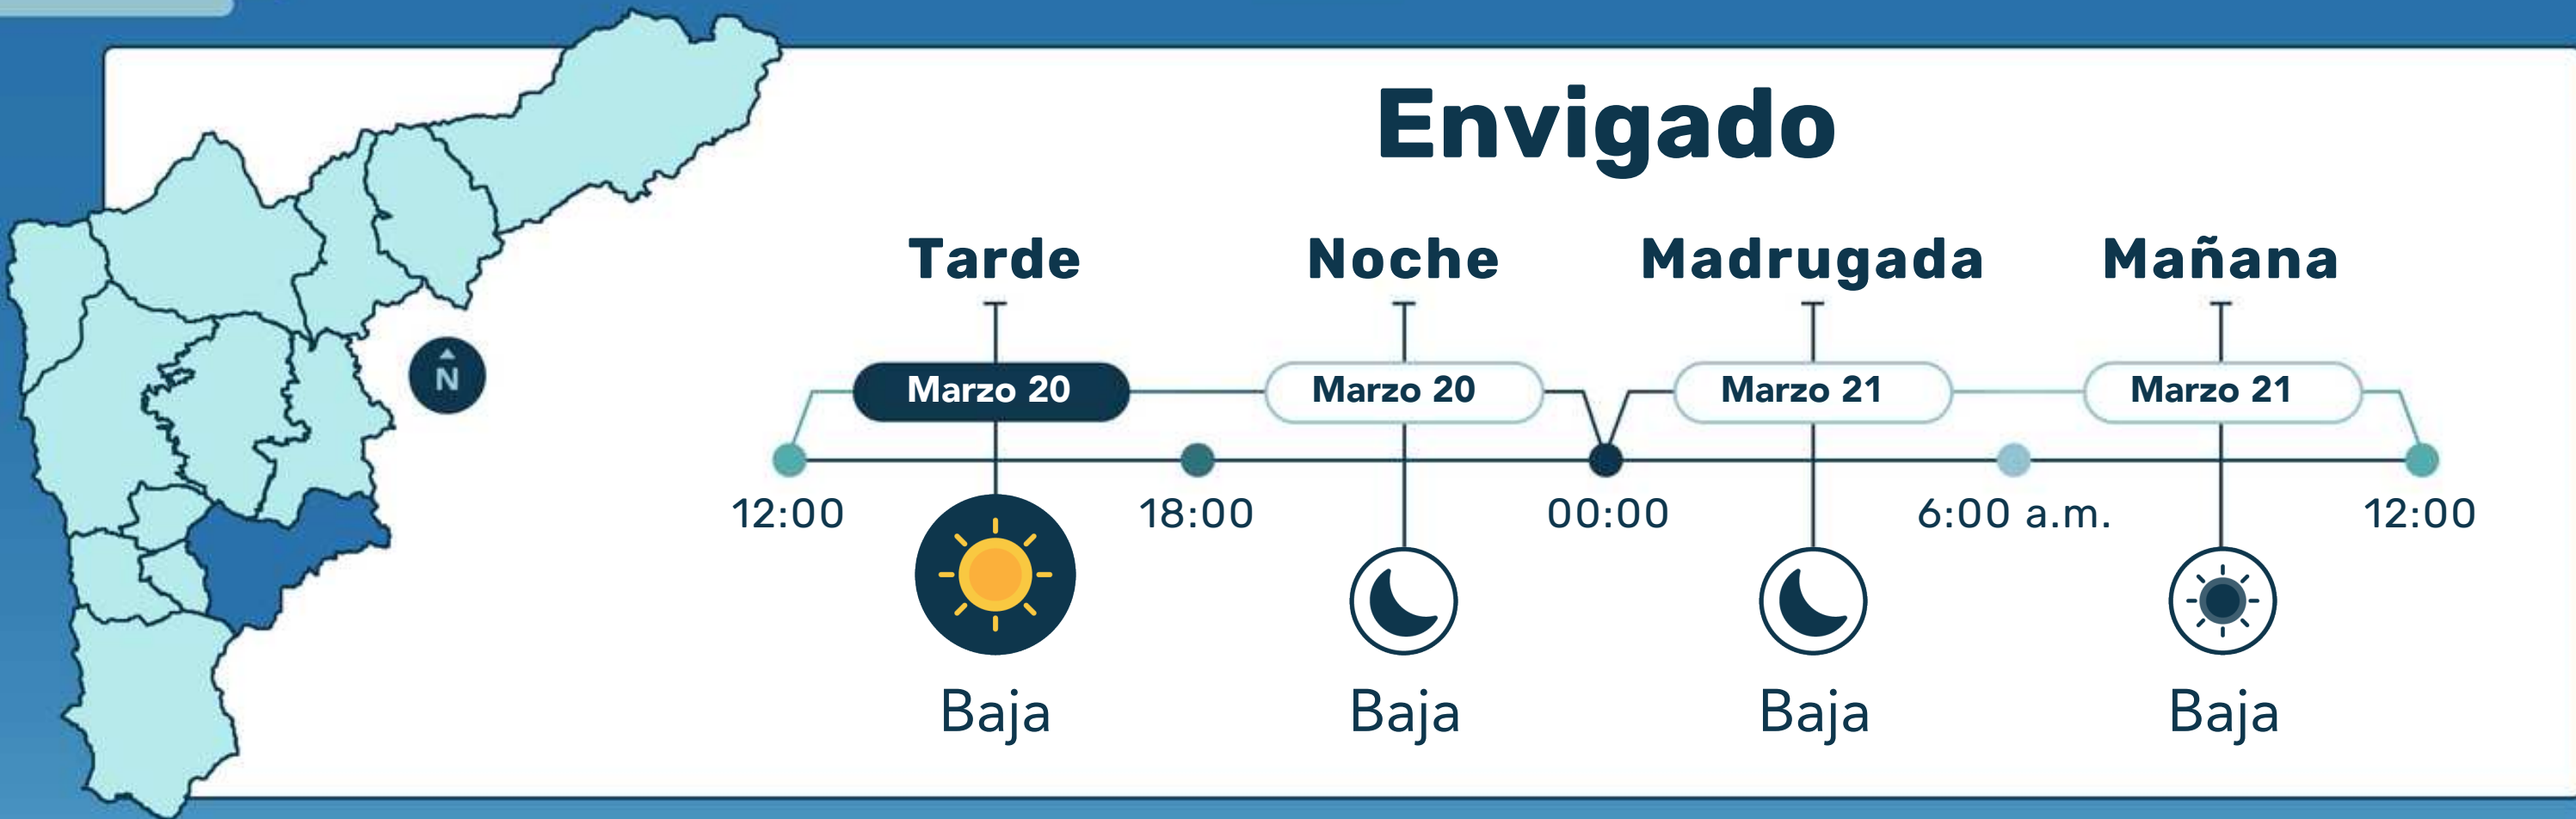 Envigado
Tarde Noche Madrugada Mañana
N
Marzo 20 Marzo 20 Marzo 21 Marzo 21
12:00 18:00 00:00 6:00 a.m. 12:00
Baja Baja Baja Baja